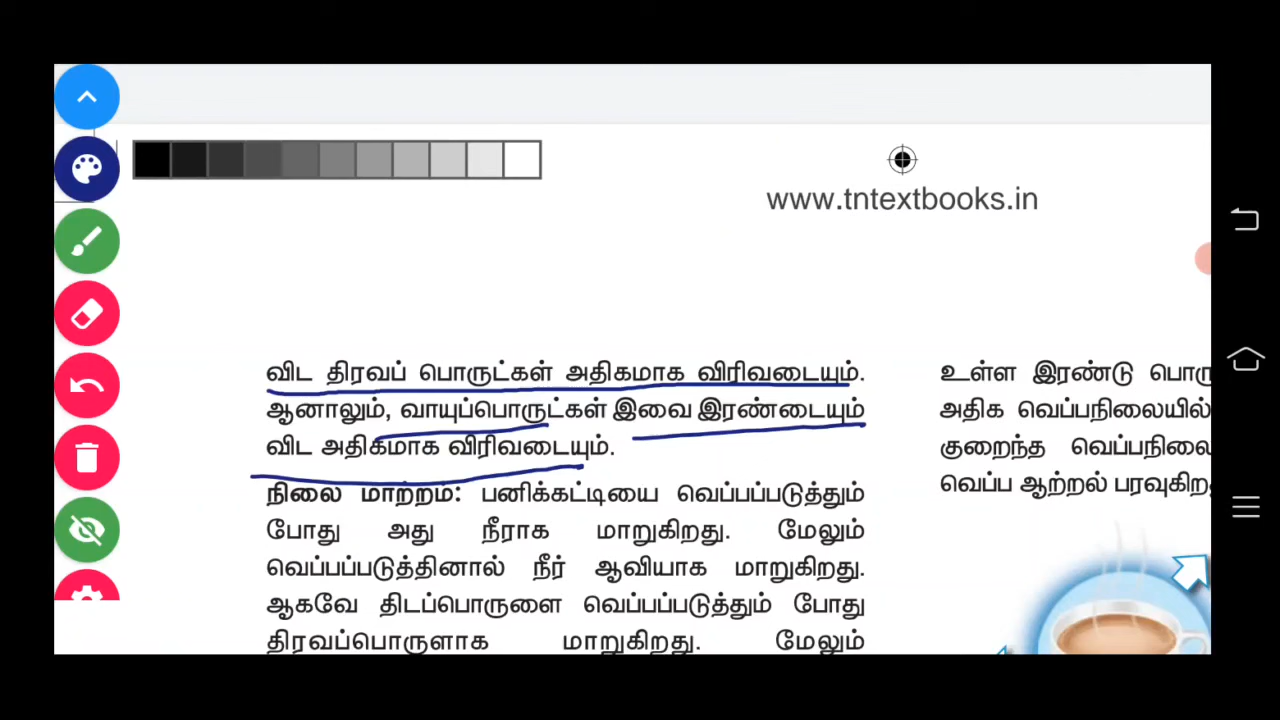 www.tntextbooks.in
விட திரவப் பொருட்கள் அதிகமாக விரிவடையும்.
ஆனாலும், வாயுப்பொருட்கள் இவை இரண்டையும்
விட அதிகமாக விரிவடையும்.
நிலை மாற்றம்: பனிக்கட்டியை வெப்பப்படுத்தும்
போது அது நீராக மாறுகிறது. மேலும்
வெப்பப்படுத்தினால் நீர் ஆவியாக மாறுகிறது.
ஆகவே திடப்பொருளை வெப்பப்படுத்தும் போது
திரவப்பொருளாக மாறுகிறது. மேலும்
உள்ள இரண்டு
அதிக வெப்பநிலையில்
குறைந்த
வெப்ப ஆற்றல்